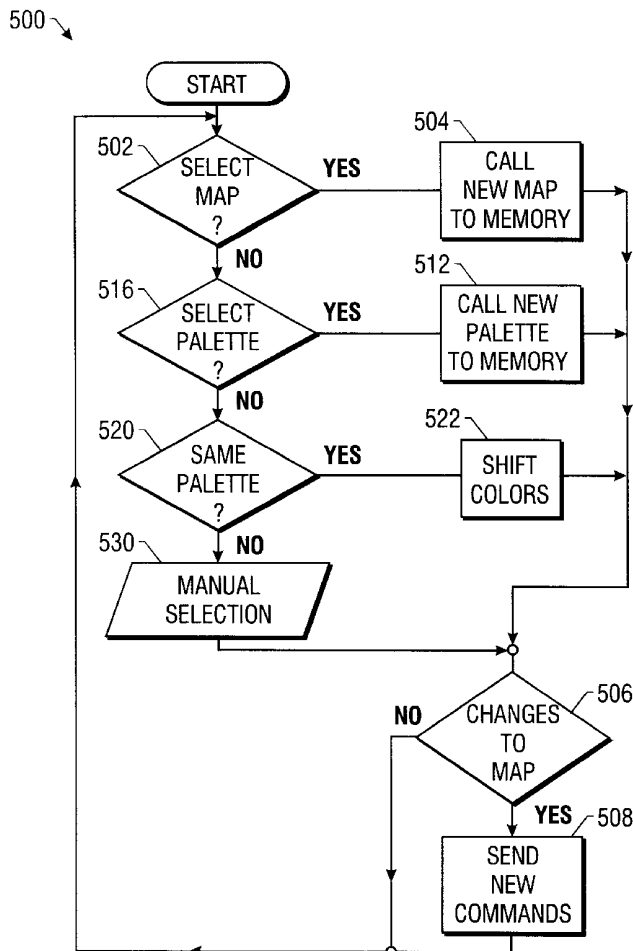 500
START
502
SELECT
MAP
?
YES
NO
504
CALL
NEW MAP
TO MEMORY
516
SELECT
PALETTE
?
YES
NO
512
CALL NEW
PALETTE
TO MEMORY
520
SAME
PALETTE
?
YES
NO
522
SHIFT
COLORS
530
MANUAL
SELECTION
506
CHANGES
TO
MAP
NO
YES
508
SEND
NEW
COMMANDS